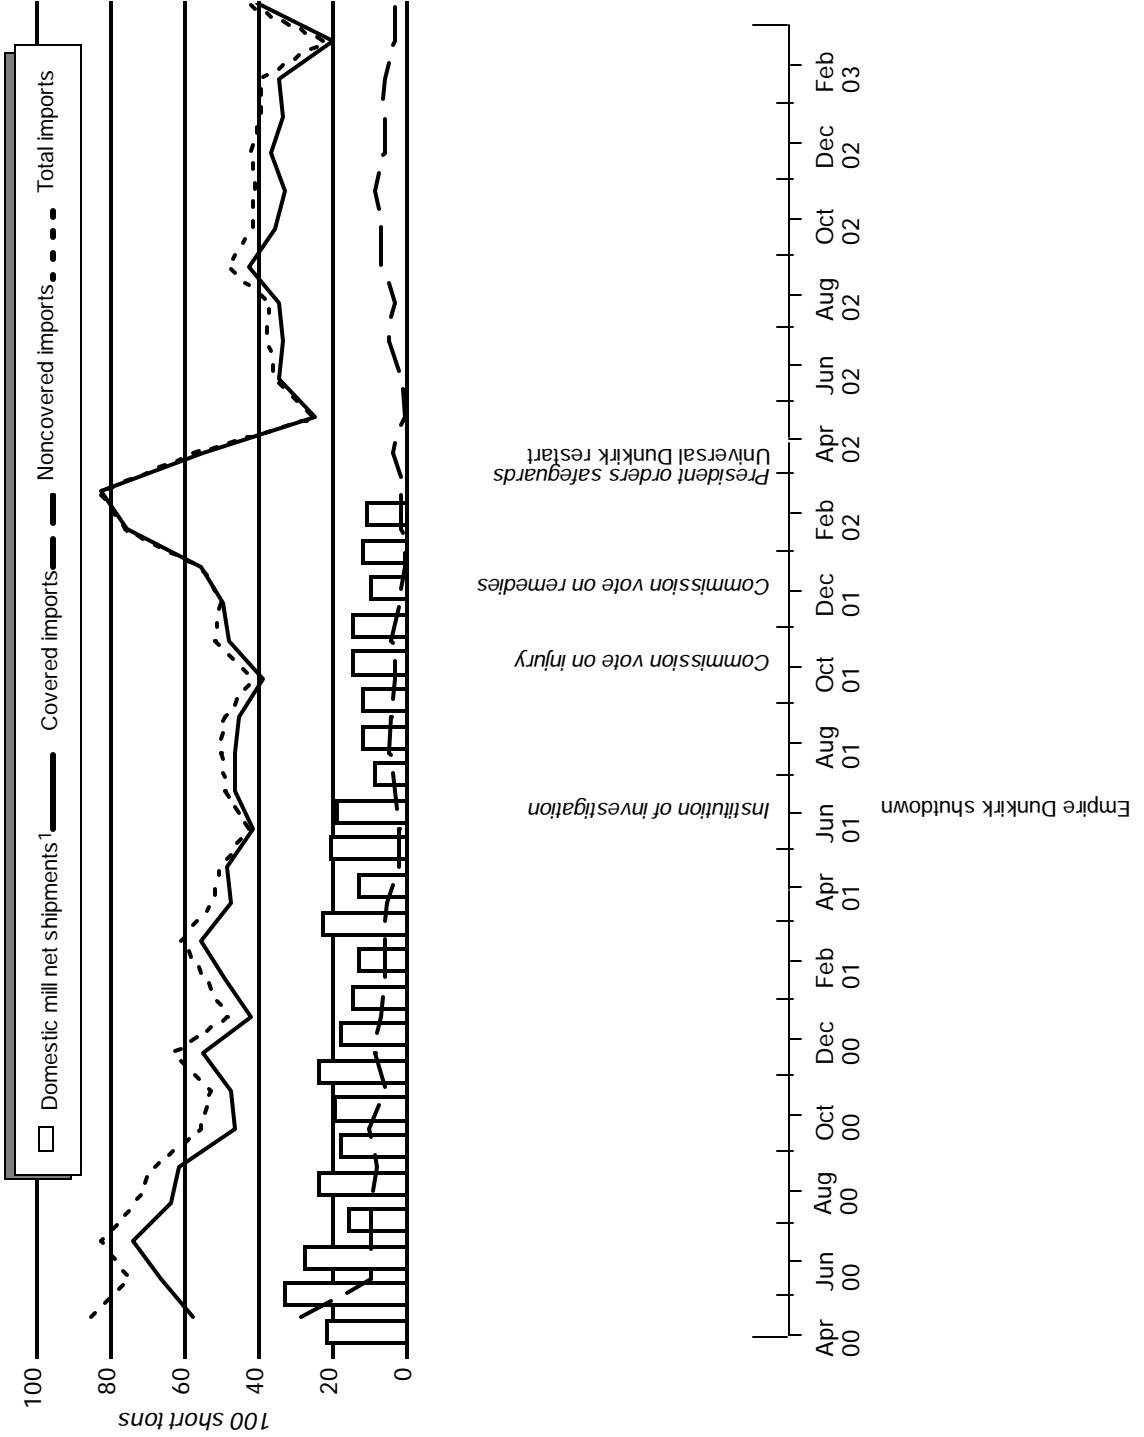 Domestic mill net shipments¹ Covered imports Noncovered imports Total imports
100
80
60
40
20
0
100 short tons
Institution of investigation
Commission vote on injury
Commission vote on remedies
President orders safeguards
Universal Dunkirk restart
Apr 00
Jun 00
Aug 00
Oct 00
Dec 00
Feb 01
Apr 01
Jun 01
Aug 01
Oct 01
Dec 01
Feb 02
Apr 02
Jun 02
Aug 02
Oct 02
Dec 02
Feb 03
Empire Dunkirk shutdown